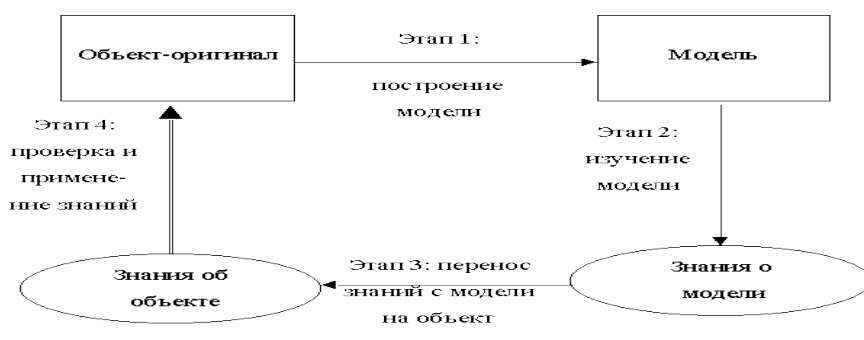 Объект-оригинал
Этап 1:
построение
модели
Модель
Этап 2:
изучение
модели
Знания о
модели
Этап 3: перенос
знаний с модели
на объект
Знания об
объекте
Этап 4:
проверка и
примене-
ние знаний